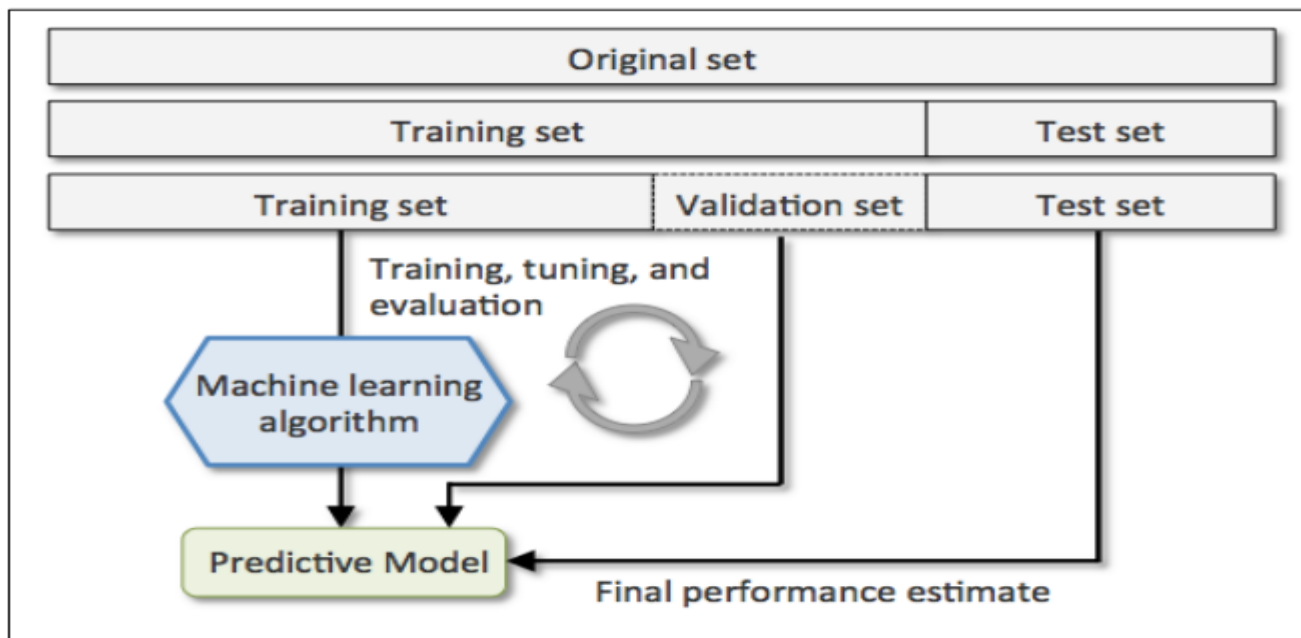 Original set
Training set
Test set
Training set
Validation set
Test set
Training, tuning, and
evaluation
Machine learning
algorithm
Predictive Model
Final performance estimate